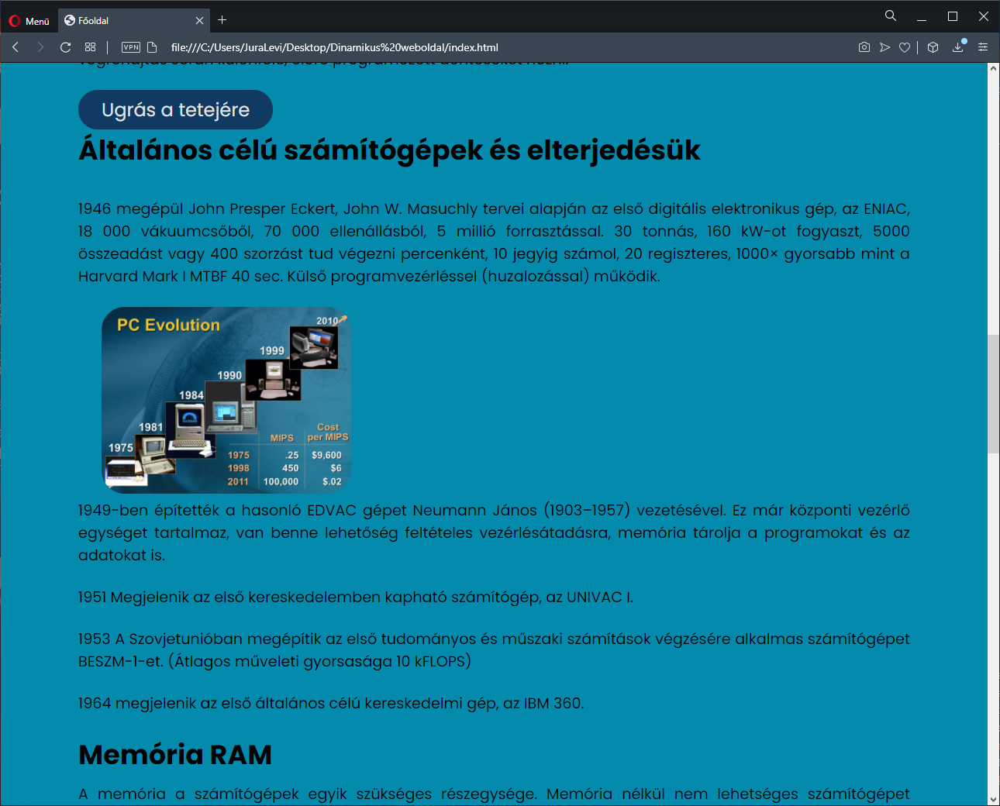 Menü
Főoldal
VPN
file:///C:/Users/JuraLevi/Desktop/Dinamikus%20weboldal/index.html
Ugrás a tetejére
Általános célú számítógépek és elterjedésük
1946 megépül John Presper Eckert, John W. Masuchly tervei alapján az első digitális elektronikus gép, az ENIAC,
18 000 vákuumcsőből, 70 000 ellenállásból, 5 millió forrasztással. 30 tonnás, 160 kW-ot fogyaszt, 5000
összeadást vagy 400 szorzást tud végezni percenként, 10 jegyig számol, 20 regiszteres, 1000× gyorsabb mint a
Harvard Mark I MTBF 40 sec. Külső programvezérléssel (huzalozással) működik.
PC Evolution
2010
1999
1990
1984
1981
1975
MIPS Cost per MIPS
1975 .25 $9,600
1998 450 $6
2011 100,000 $.02
1949-ben építették a hasonló EDVAC gépet Neumann János (1903–1957) vezetésével. Ez már központi vezérlő
egységet tartalmaz, van benne lehetőség feltételes vezérlésátadásra, memória tárolja a programokat és az
adatokat is.
1951 Megjelenik az első kereskedelemben kapható számítógép, az UNIVAC I.
1953 A Szovjetunióban megépítik az első tudományos és műszaki számítások végzésére alkalmas számítógépet
BESZM-1-et. (Átlagos műveleti gyorsasága 10 kFLOPS)
1964 megjelenik az első általános célú kereskedelmi gép, az IBM 360.
Memória RAM
A memória a számítógépek egyik szükséges részegysége. Memória nélkül nem lehetséges számítógépet